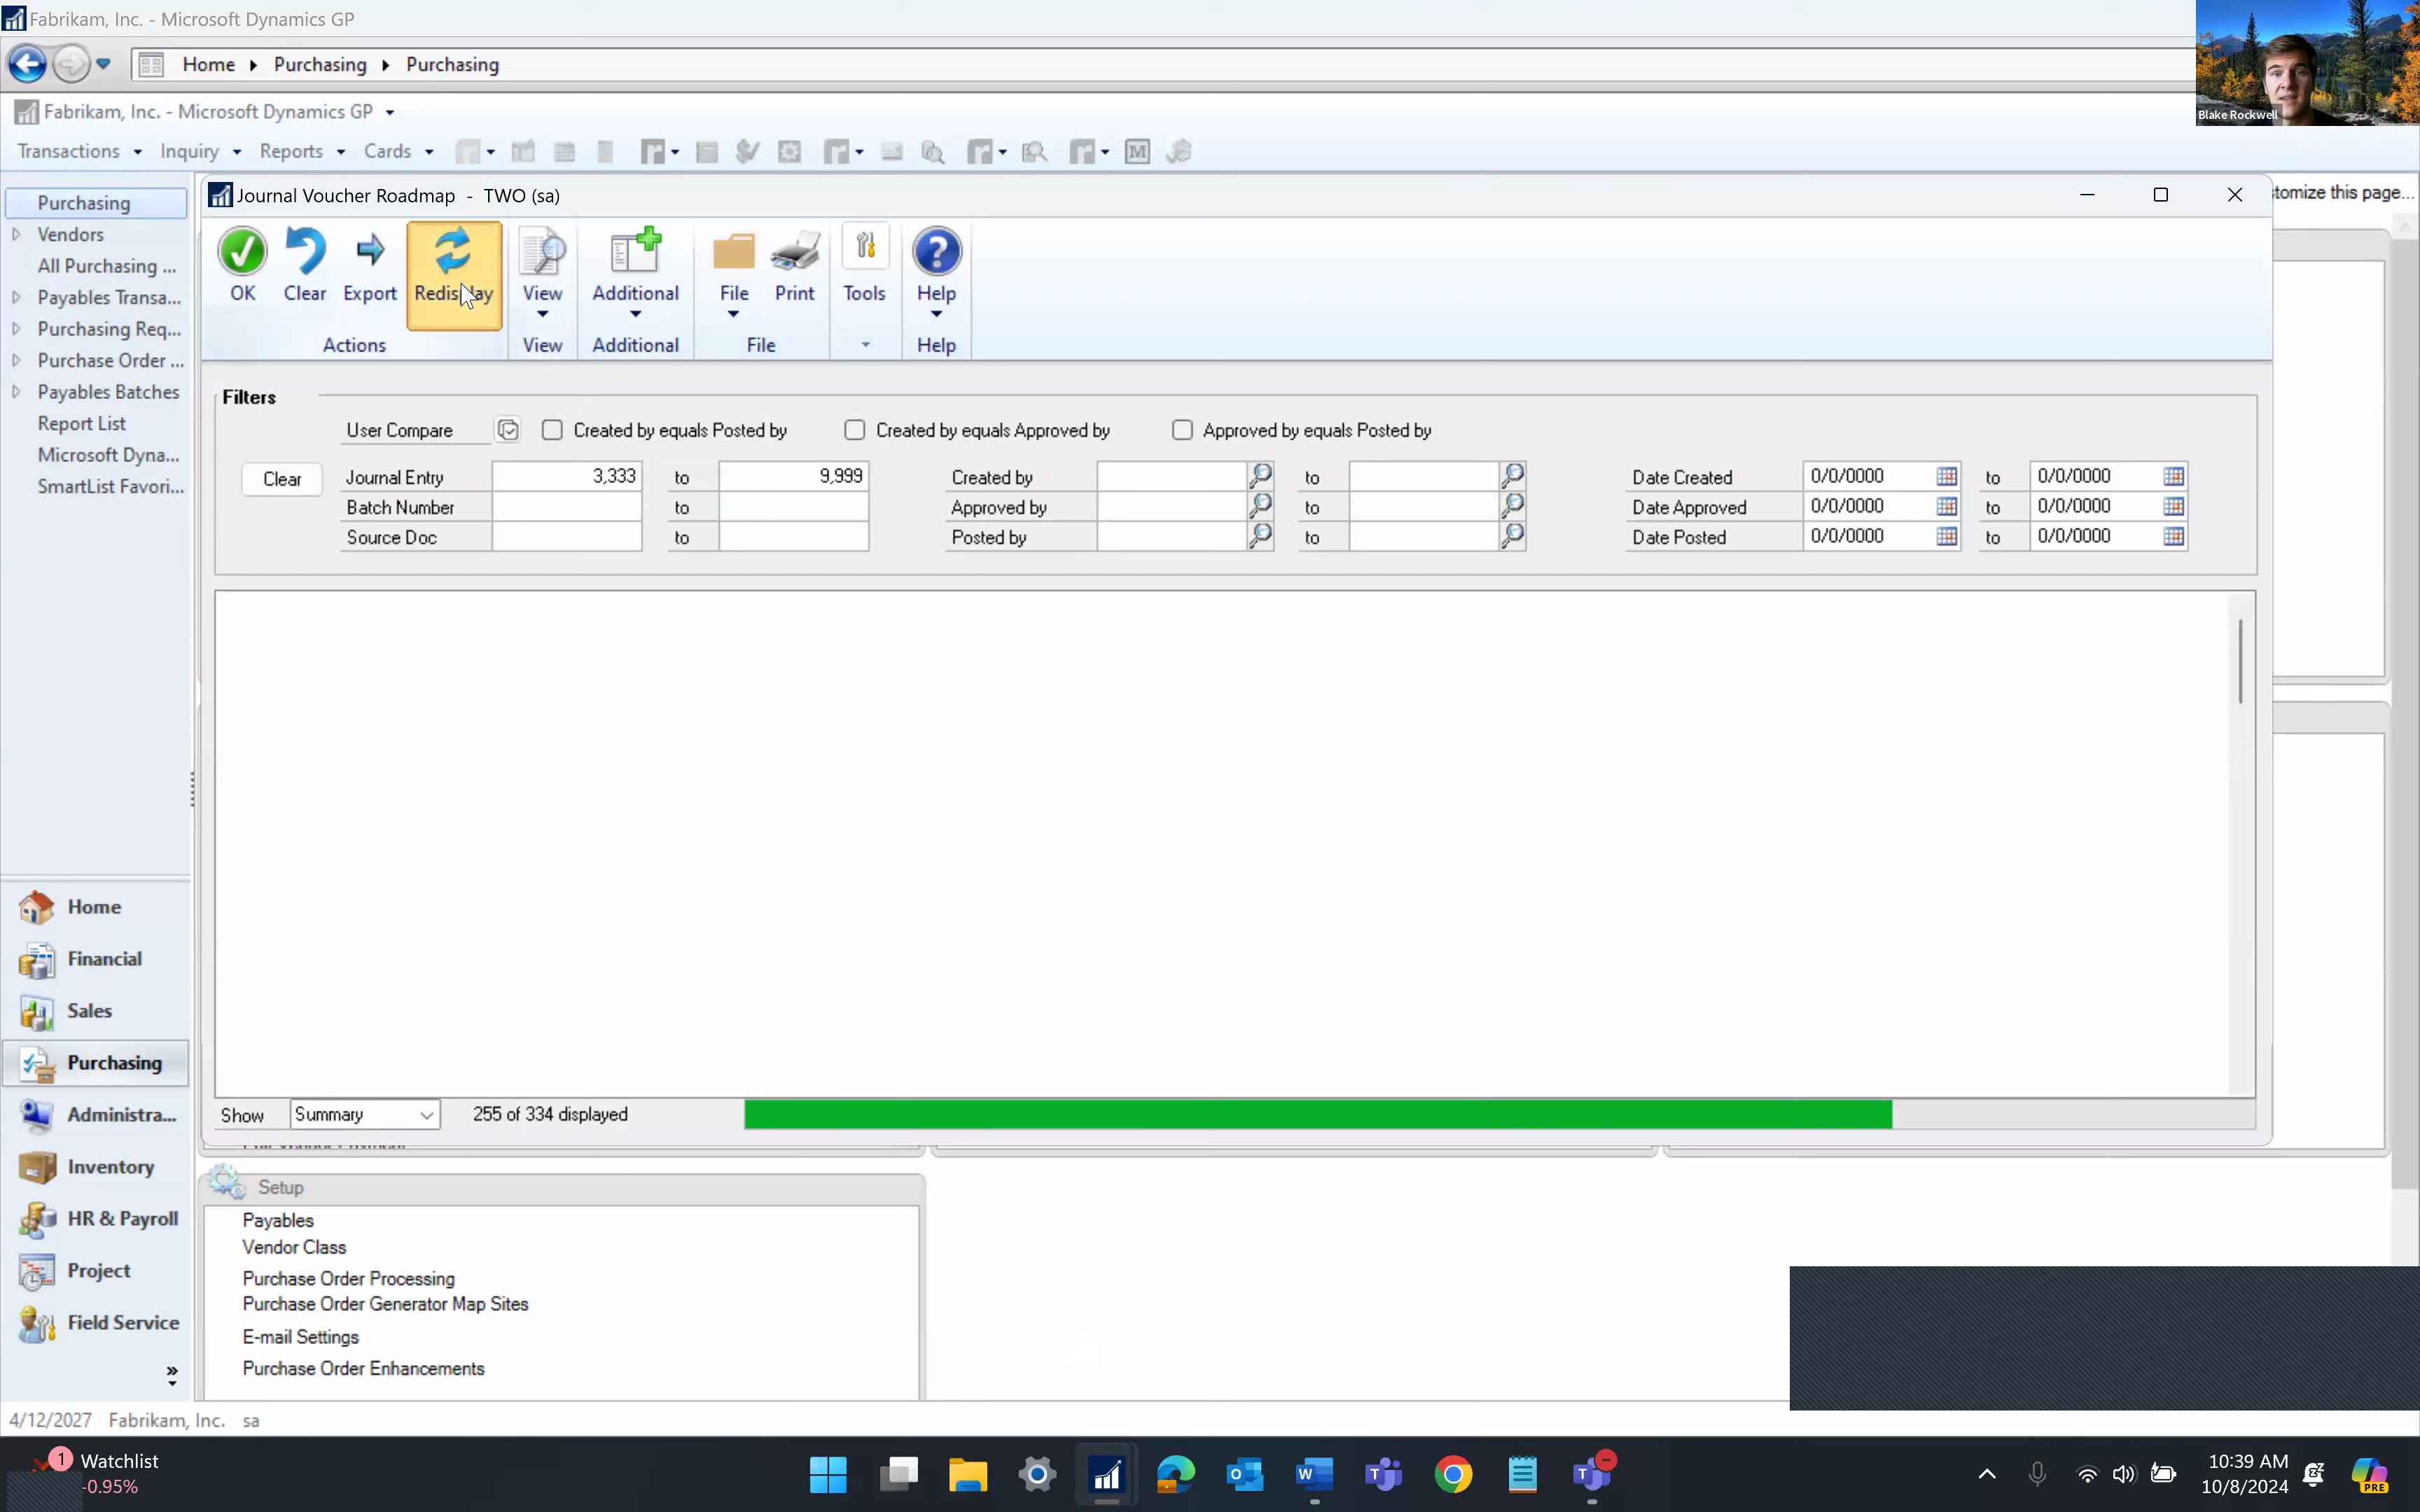 Fabrikam, Inc. - Microsoft Dynamics GP
Home Purchasing Purchasing
Blake Rockwell
Fabrikam, Inc. - Microsoft Dynamics GP
Transactions Inquiry Reports Cards
Purchasing
Vendors
All Purchasing ...
Payables Transa...
Purchasing Req...
Purchase Order ...
Payables Batches
Report List
Microsoft Dyna...
SmartList Favori...
Journal Voucher Roadmap - TWO (sa)
tomize this page...
OK Clear Export Redisplay View Additional File Print Tools Help
Actions View Additional File Help
Filters
User Compare Created by equals Posted by Created by equals Approved by Approved by equals Posted by
Clear Journal Entry 3,333 to 9,999 Created by to Date Created 0/0/0000 to 0/0/0000
Batch Number to Approved by to Date Approved 0/0/0000 to 0/0/0000
Source Doc to Posted by to Date Posted 0/0/0000 to 0/0/0000
Show Summary 255 of 334 displayed
Home
Financial
Sales
Purchasing
Administra...
Inventory
HR & Payroll
Project
Field Service
Setup
Payables
Vendor Class
Purchase Order Processing
Purchase Order Generator Map Sites
E-mail Settings
Purchase Order Enhancements
4/12/2027 Fabrikam, Inc. sa
1 Watchlist
-0.95%
10:39 AM
10/8/2024
PRE